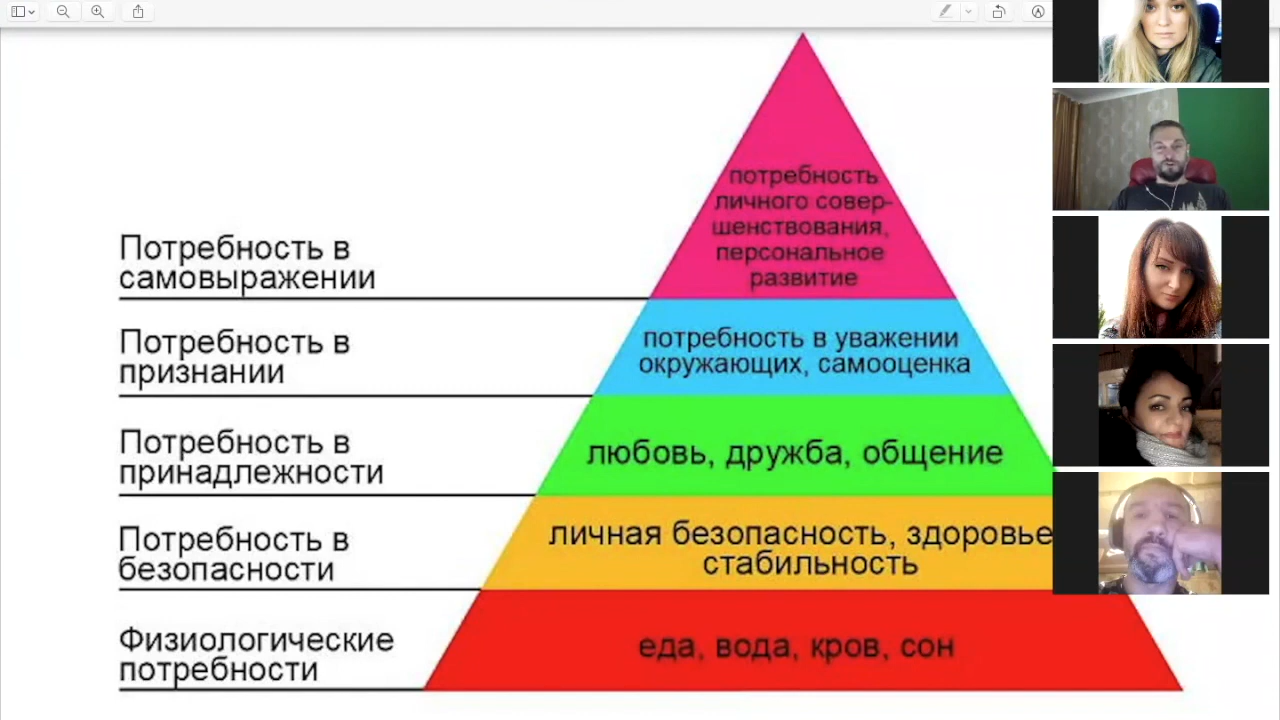 потребность
личного совер-
шенствования,
персональное
развитие
Потребность в
самовыражении
потребность в уважении
окружающих, самооценка
Потребность в
признании
любовь, дружба, общение
Потребность в
принадлежности
личная безопасность, здоровье
стабильность
Потребность в
безопасности
еда, вода, кров, сон
Физиологические
потребности